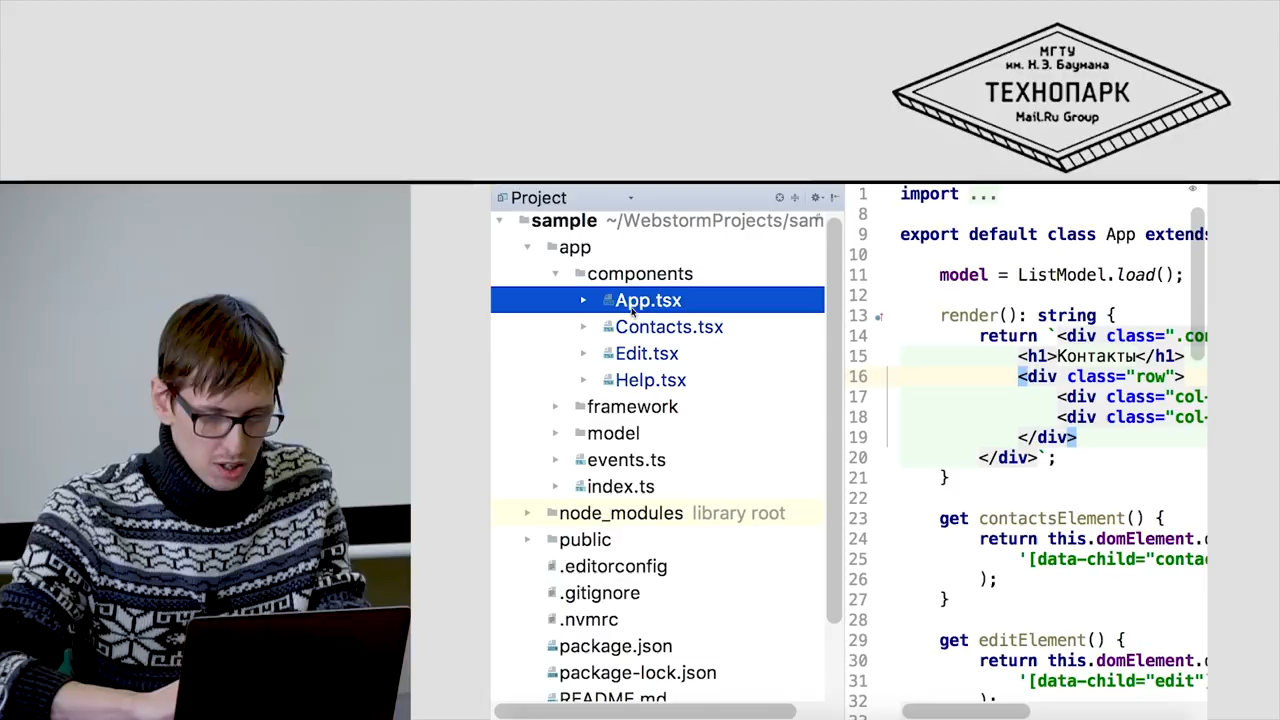 МГТУ
им. Н.Э. Баумана
ТЕХНОПАРК
Mail.Ru Group
Project
sample ~/WebstormProjects/sam
app
components
App.tsx
Contacts.tsx
Edit.tsx
Help.tsx
framework
model
events.ts
index.ts
node_modules library root
public
.editorconfig
.gitignore
.nvmrc
package.json
package-lock.json
README.md
1 import ...
8
9 export default class App extends
10
11 model = ListModel.load();
12
13 render(): string {
14 return `<div class=".co
15 <h1>Контакты</h1>
16 <div class="row">
17 <div class="col-
18 <div class="col-
19 </div>
20 </div>`;
21 }
22
23 get contactsElement() {
24 return this.domElement.
25 '[data-child="conta
26 );
27 }
28
29 get editElement() {
30 return this.domElement.
31 '[data-child="edit"
32 );